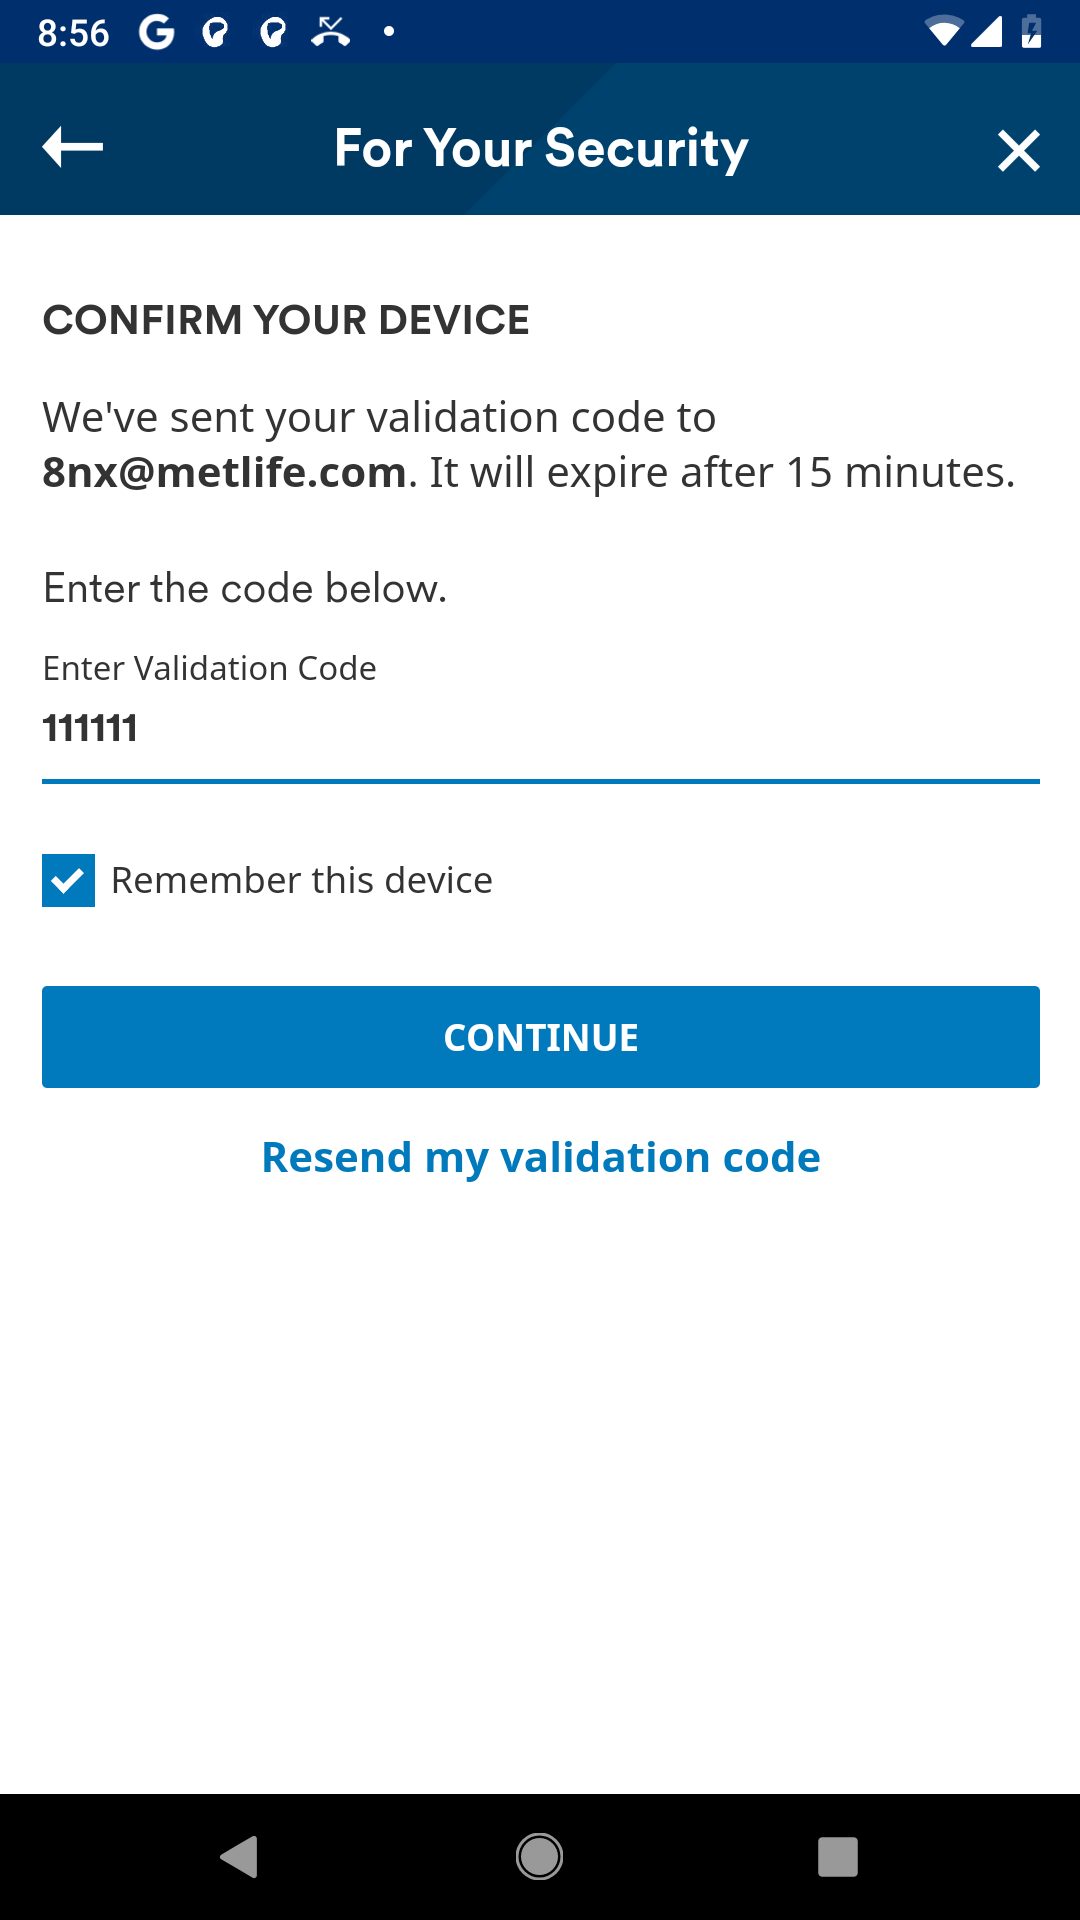 8:56
For Your Security
CONFIRM YOUR DEVICE
We've sent your validation code to
8nx@metlife.com. It will expire after 15 minutes.
Enter the code below.
Enter Validation Code
111111
Remember this device
CONTINUE
Resend my validation code